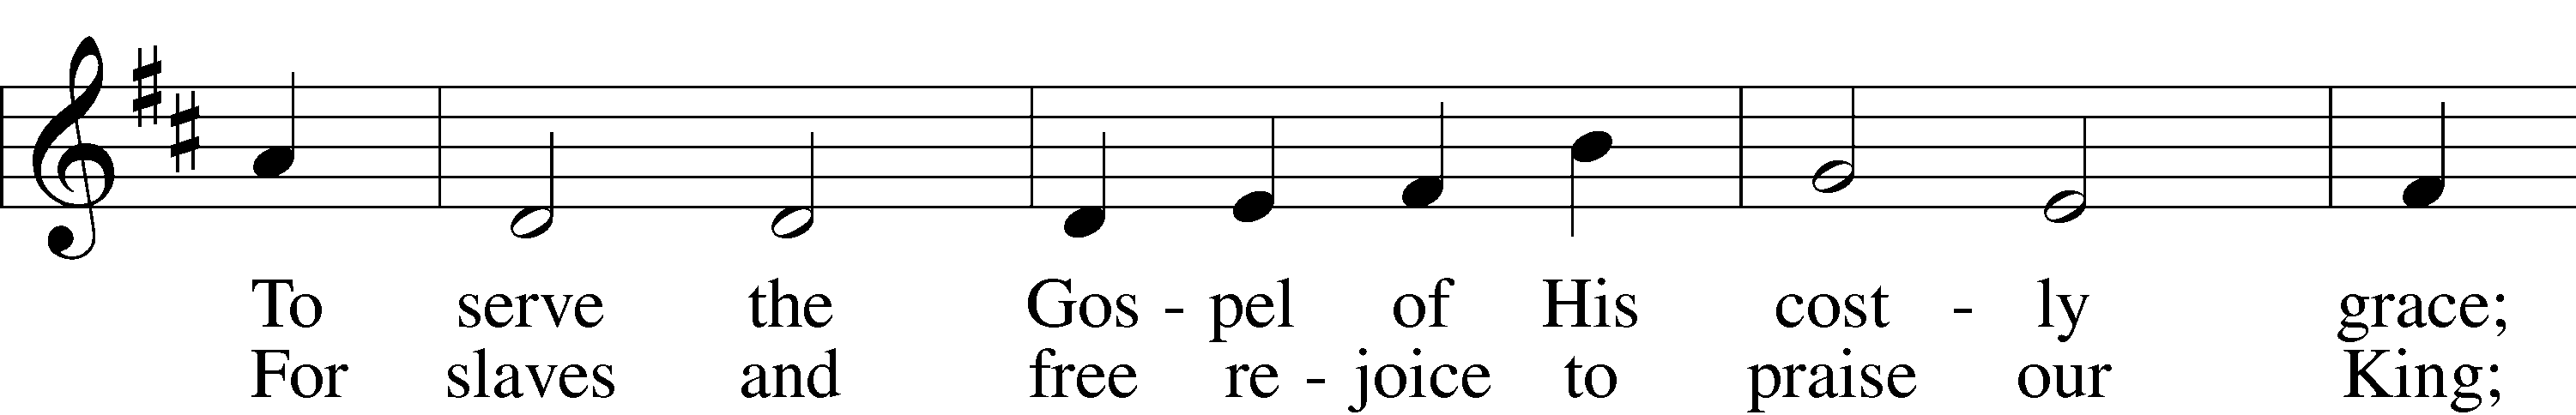 To serve the Gos - pel of His cost - ly grace;
For slaves and free re - joice to praise our King;